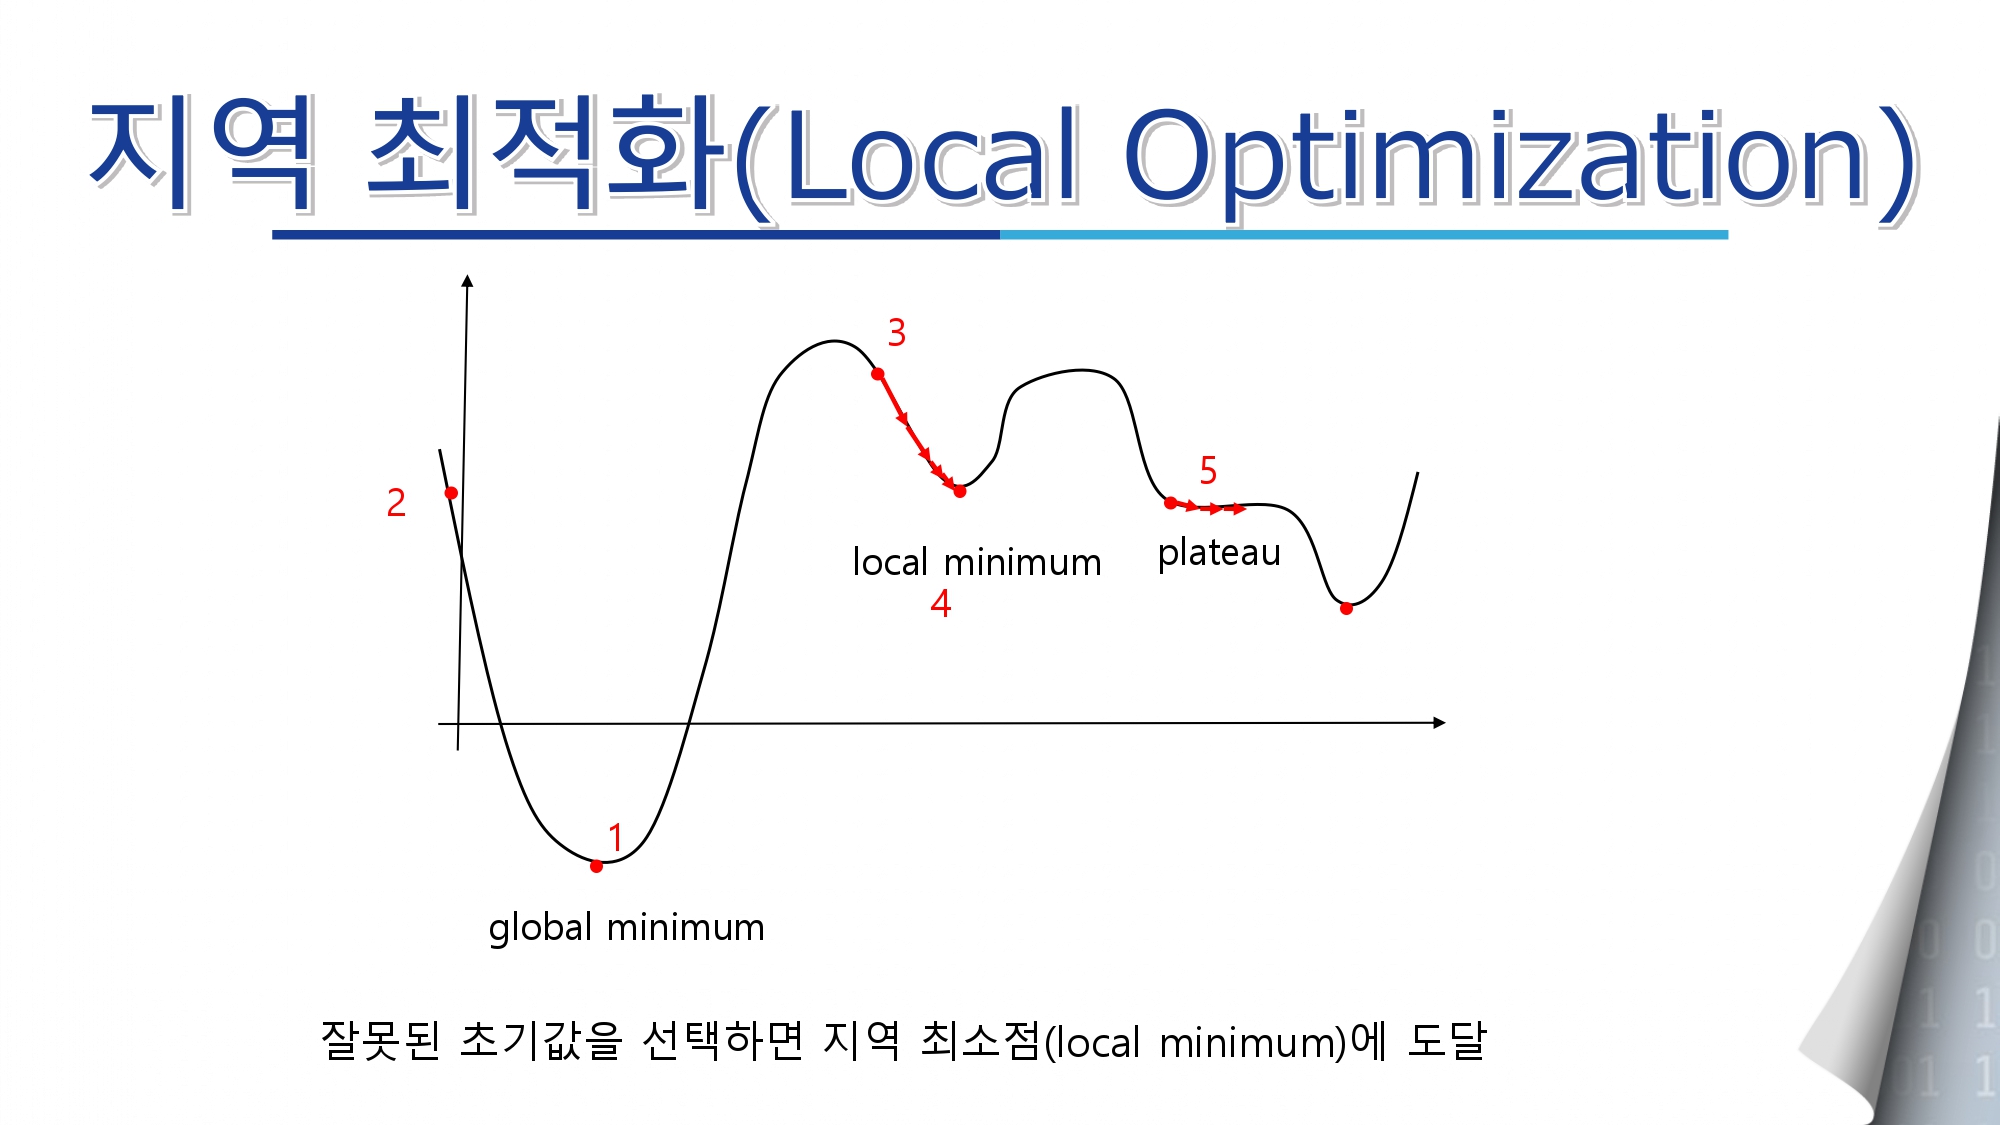 지역 최적화(Local Optimization)
3
5
2
plateau
local minimum
4
1
global minimum
잘못된 초기값을 선택하면 지역 최소점(local minimum)에 도달